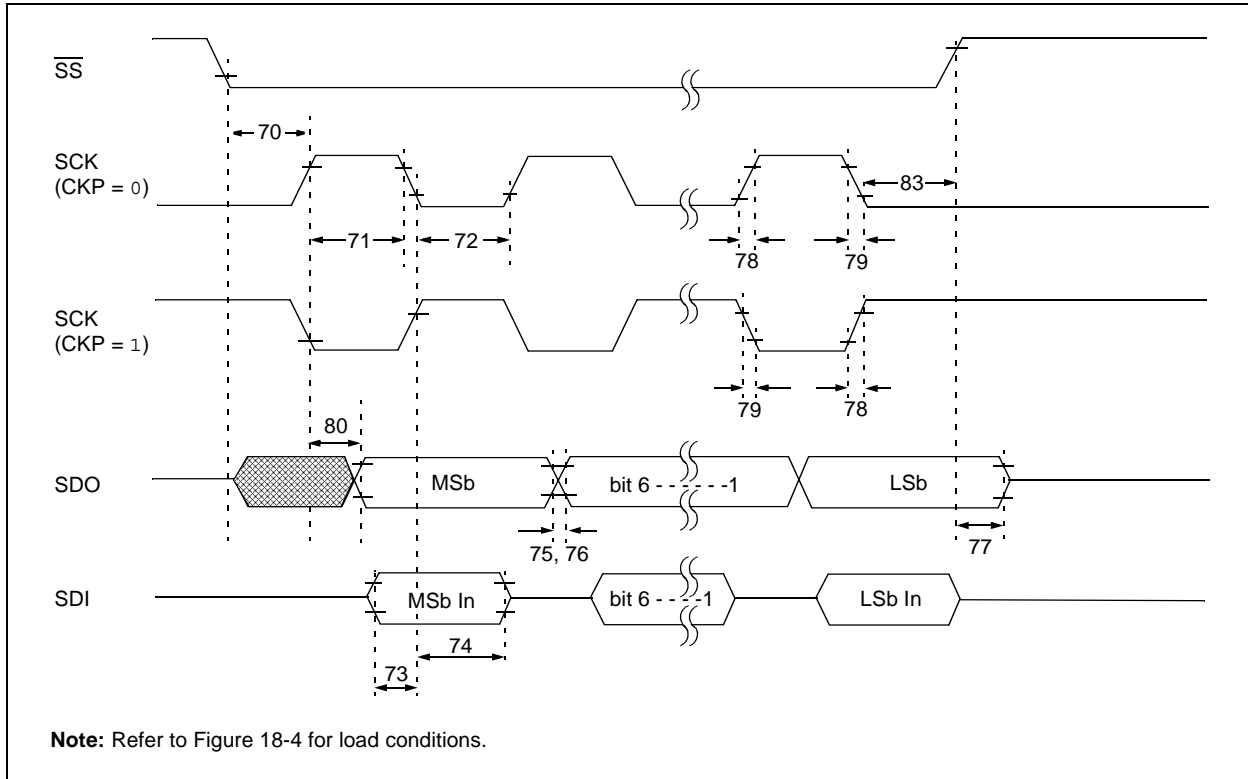 SS
70
SCK
(CKP = 0)
83
71
72
78
79
SCK
(CKP = 1)
79
78
80
SDO
MSb
bit 6 - - - - - -1
LSb
75, 76
77
SDI
MSb In
bit 6 - - - -1
LSb In
74
73
Note: Refer to Figure 18-4 for load conditions.